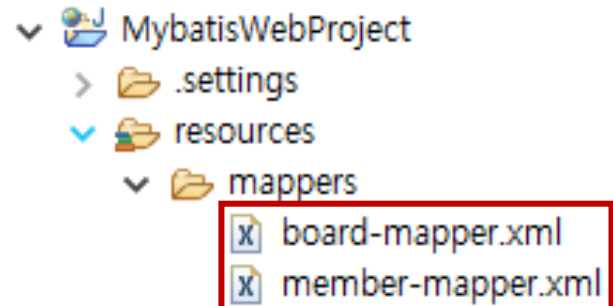 MybatisWebProject
.settings
resources
mappers
board-mapper.xml
member-mapper.xml